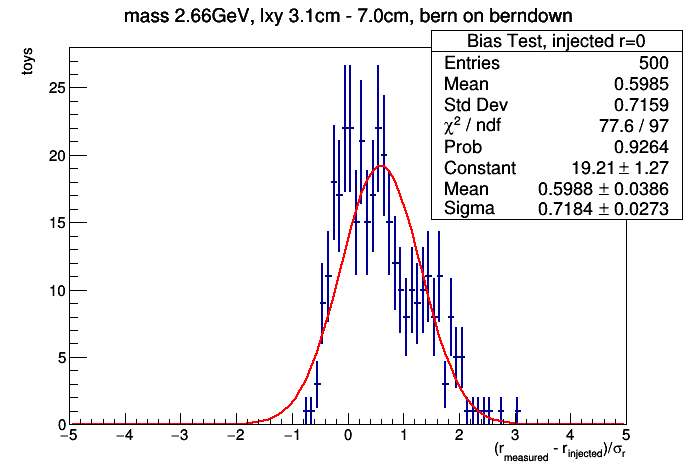 mass 2.66GeV, lxy 3.1cm - 7.0cm, bern on berndown
Bias Test, injected r=0
Entries 500
Mean 0.5985
Std Dev 0.7159
χ² / ndf 77.6 / 97
Prob 0.9264
Constant 19.21 ± 1.27
Mean 0.5988 ± 0.0386
Sigma 0.7184 ± 0.0273
toys
25
20
15
10
5
0
−5 −4 −3 −2 −1 0 1 2 3 4 5
(r_measured - r_injected)/σ_r